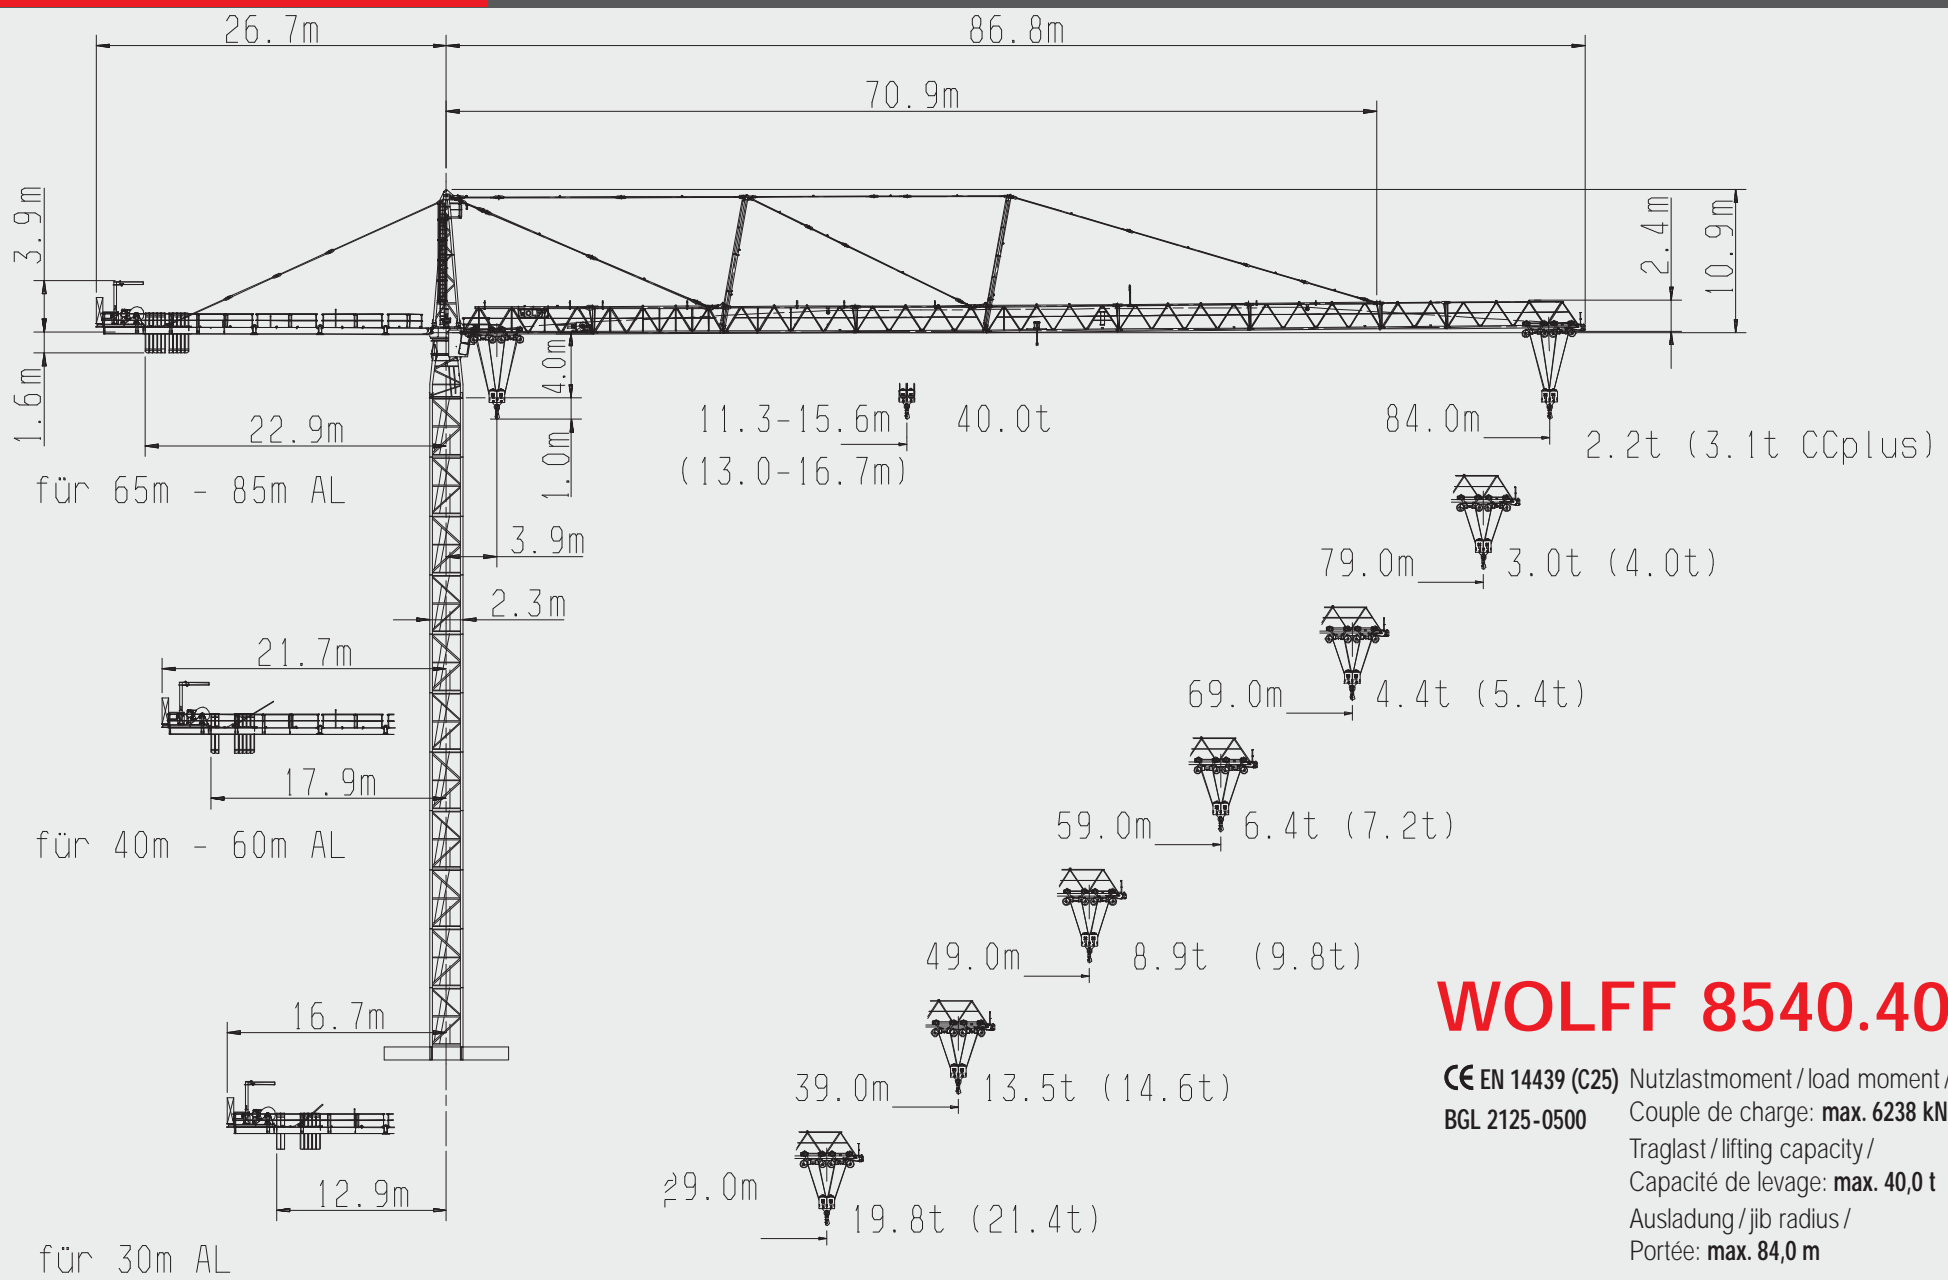 26.7m
86.8m
70.9m
3.9m
2.4m
10.9m
1.6m
22.9m
4.0m
1.0m
11.3-15.6m 40.0t
(13.0-16.7m)
84.0m
2.2t (3.1t CCplus)
für 65m - 85m AL
3.9m
79.0m 3.0t (4.0t)
2.3m
21.7m
69.0m 4.4t (5.4t)
17.9m
59.0m 6.4t (7.2t)
für 40m - 60m AL
49.0m 8.9t (9.8t)
16.7m
39.0m 13.5t (14.6t)
12.9m
29.0m
19.8t (21.4t)
für 30m AL
WOLFF 8540.40
CE EN 14439 (C25)
BGL 2125-0500
Nutzlastmoment / load moment /
Couple de charge: max. 6238 kN
Traglast / lifting capacity /
Capacité de levage: max. 40,0 t
Ausladung / jib radius /
Portée: max. 84,0 m